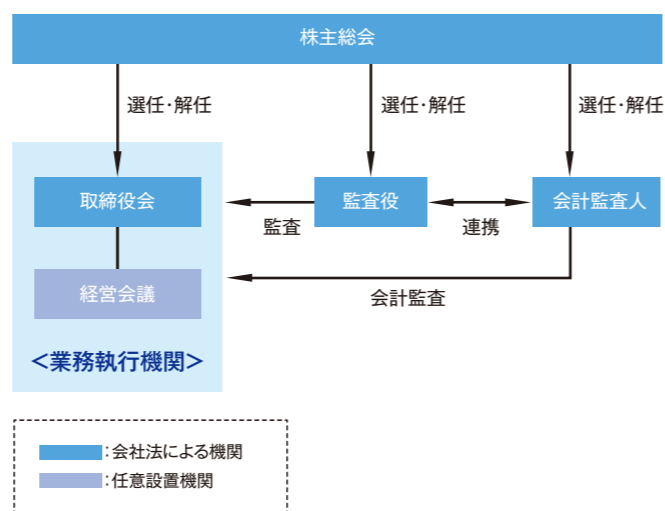 株主総会
選任・解任
選任・解任
選任・解任
取締役会
監査
監査役
連携
会計監査人
経営会議
会計監査
＜業務執行機関＞
：会社法による機関
：任意設置機関